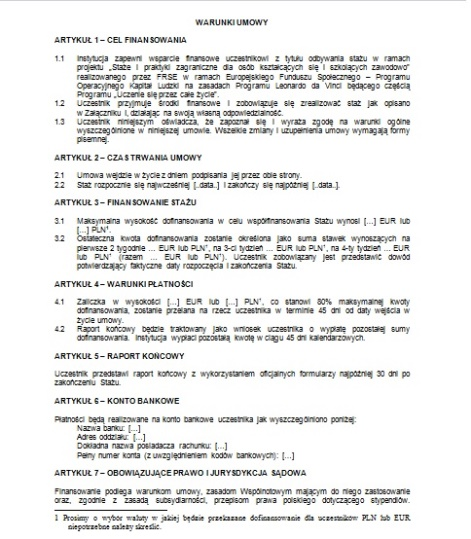 WARUNKI UMOWY
ARTYKUŁ 1 – CEL FINANSOWANIA
1.1 Instytucja zapewni wsparcie finansowe uczestnikowi z tytułu odbywania stażu w ramach
projektu „Staże i praktyki zagraniczne dla osób kształcących się i szkolących zawodowo"
realizowanego przez FRSE w ramach Europejskiego Funduszu Społecznego – Programu
Operacyjnego Kapitał Ludzki na zasadach Programu Leonardo da Vinci będącego częścią
Programu „Uczenie się przez całe życie".
1.2 Uczestnik przyjmuje środki finansowe i zobowiązuje się zrealizować staż jak opisano
w Załączniku I, działając na swoją własną odpowiedzialność.
1.3 Uczestnik niniejszym oświadcza, że zapoznał się i wyraża zgodę na warunki ogólne
wyszczególnione w niniejszej umowie. Wszelkie zmiany i uzupełnienia umowy wymagają formy
pisemnej.
ARTYKUŁ 2 – CZAS TRWANIA UMOWY
2.1 Umowa wejdzie w życie z dniem podpisania jej przez obie strony.
2.2 Staż rozpocznie się najwcześniej [..data..] i zakończy się najpóźniej [..data..].
ARTYKUŁ 3 – FINANSOWANIE STAŻU
3.1 Maksymalna wysokość dofinansowania w celu współfinansowania Stażu wynosi [...] EUR lub
[...] PLN¹.
3.2 Ostateczna kwota dofinansowania zostanie określona jako suma stawek wynoszących na
pierwsze 2 tygodnie ... EUR lub PLN¹, na 3-ci tydzień ... EUR lub PLN¹, na 4-ty tydzień ... EUR
lub PLN¹ (razem ... EUR lub PLN¹). Uczestnik zobowiązany jest przedstawić dowód
potwierdzający faktyczne daty rozpoczęcia i zakończenia Stażu.
ARTYKUŁ 4 – WARUNKI PŁATNOŚCI
4.1 Zaliczka w wysokości [...] EUR lub [...] PLN¹, co stanowi 80% maksymalnej kwoty
dofinansowania, zostanie przelana na rzecz uczestnika w terminie 45 dni od daty wejścia w
życie umowy.
4.2 Raport końcowy będzie traktowany jako wniosek uczestnika o wypłatę pozostałej sumy
dofinansowania. Instytucja wypłaci pozostałą kwotę w ciągu 45 dni kalendarzowych.
ARTYKUŁ 5 – RAPORT KOŃCOWY
Uczestnik przedstawi raport końcowy z wykorzystaniem oficjalnych formularzy najpóźniej 30 dni po
zakończeniu Stażu.
ARTYKUŁ 6 – KONTO BANKOWE
Płatności będą realizowane na konto bankowe uczestnika jak wyszczególniono poniżej:
Nazwa banku: [...]
Adres oddziału: [...]
Dokładna nazwa posiadacza rachunku: [...]
Pełny numer konta (z uwzględnieniem kodów bankowych): [...]
ARTYKUŁ 7 – OBOWIĄZUJĄCE PRAWO I JURYSDYKCJA SĄDOWA
Finansowanie podlega warunkom umowy, zasadom Wspólnotowym mającym do niego zastosowanie
oraz, zgodnie z zasadą subsydiarności, przepisom prawa polskiego dotyczącego stypendiów.
1 Prosimy o wybór waluty w jakiej będzie przekazane dofinansowanie dla uczestników PLN lub EUR
niepotrzebne należy skreślić.